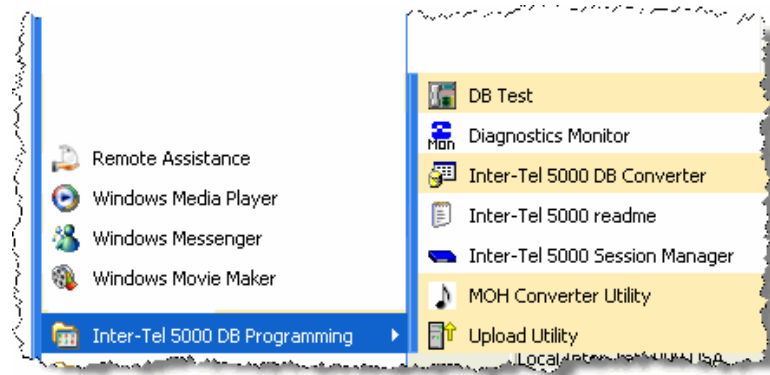 Remote Assistance
Windows Media Player
Windows Messenger
Windows Movie Maker
Inter-Tel 5000 DB Programming
DB Test
Mon
Diagnostics Monitor
Inter-Tel 5000 DB Converter
Inter-Tel 5000 readme
Inter-Tel 5000 Session Manager
MOH Converter Utility
Upload Utility